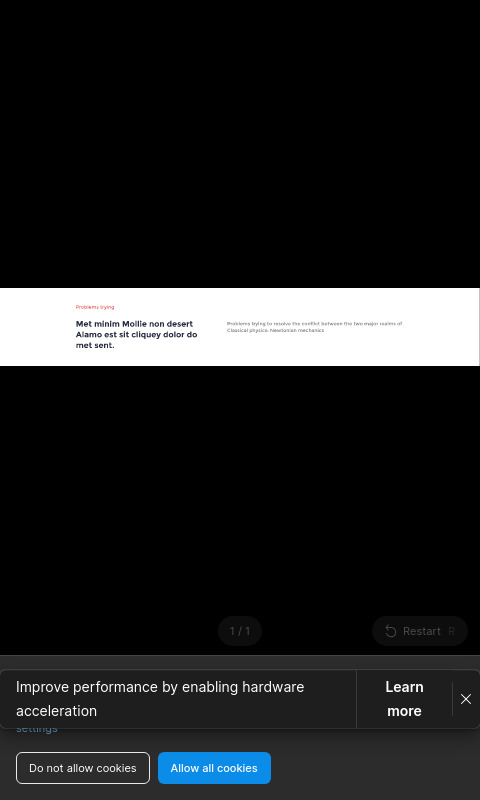 Problems trying
Met minim Mollie non desert
Alamo est sit cliquey dolor do
met sent.
Problems trying to resolve the conflict between the two major realms of
Classical physics: Newtonian mechanics
1 / 1
Restart R
Improve performance by enabling hardware
acceleration
Learn
more
settings
Do not allow cookies
Allow all cookies